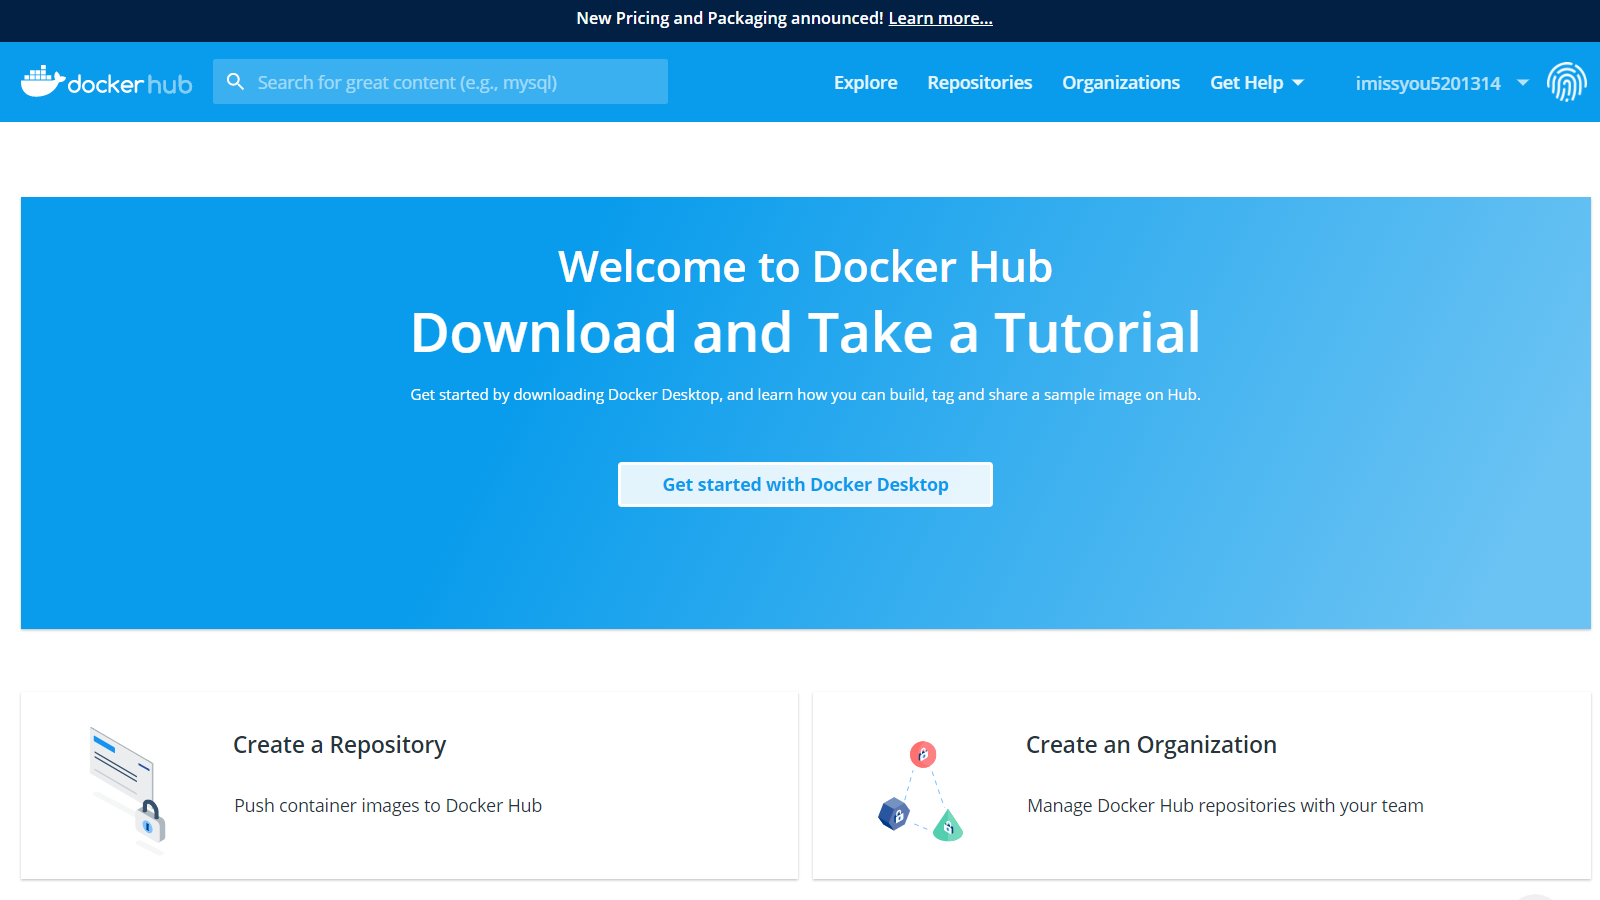 New Pricing and Packaging announced! Learn more...
docker hub
Search for great content (e.g., mysql)
Explore
Repositories
Organizations
Get Help
imissyou5201314
Welcome to Docker Hub
Download and Take a Tutorial
Get started by downloading Docker Desktop, and learn how you can build, tag and share a sample image on Hub.
Get started with Docker Desktop
Create a Repository
Push container images to Docker Hub
Create an Organization
Manage Docker Hub repositories with your team